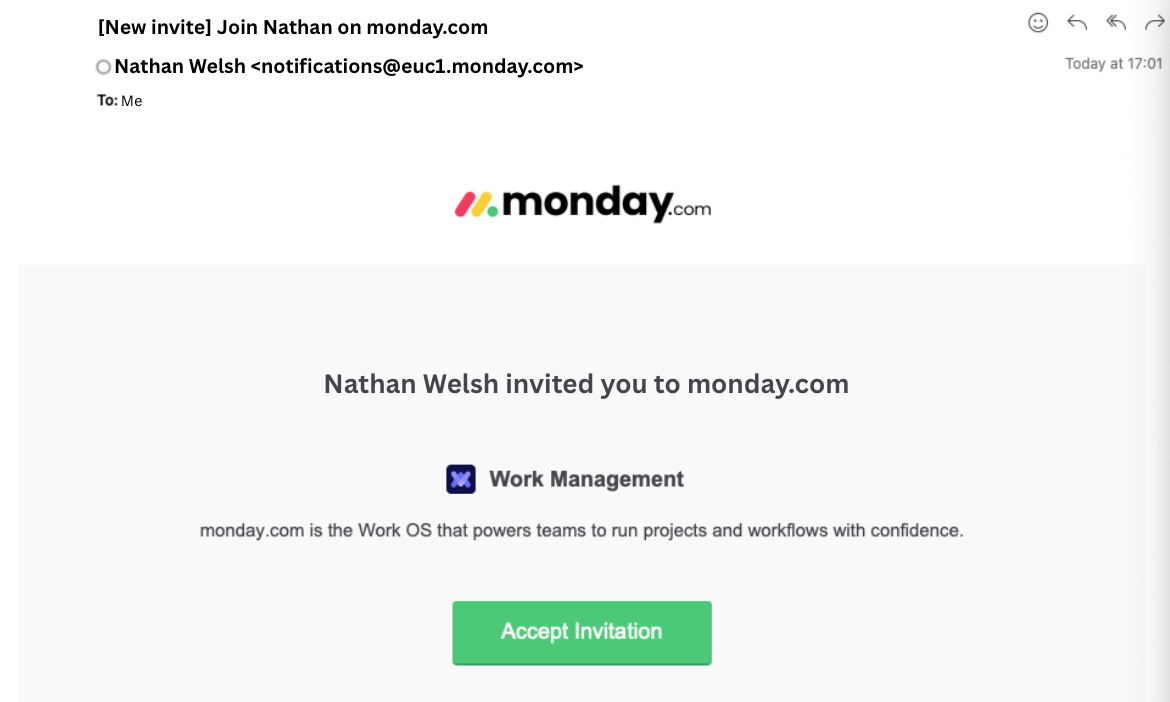 [New invite] Join Nathan on monday.com
Nathan Welsh <notifications@euc1.monday.com>
Today at 17:01
To: Me
monday.com
Nathan Welsh invited you to monday.com
Work Management
monday.com is the Work OS that powers teams to run projects and workflows with confidence.
Accept Invitation